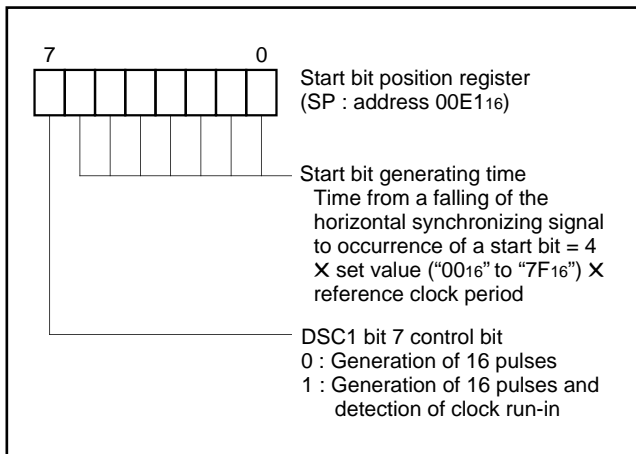 7 0
Start bit position register
(SP : address 00E116)
Start bit generating time
Time from a falling of the
horizontal synchronizing signal
to occurrence of a start bit = 4
✕ set value (“0016” to “7F16”) ✕
reference clock period
DSC1 bit 7 control bit
0 : Generation of 16 pulses
1 : Generation of 16 pulses and
detection of clock run-in